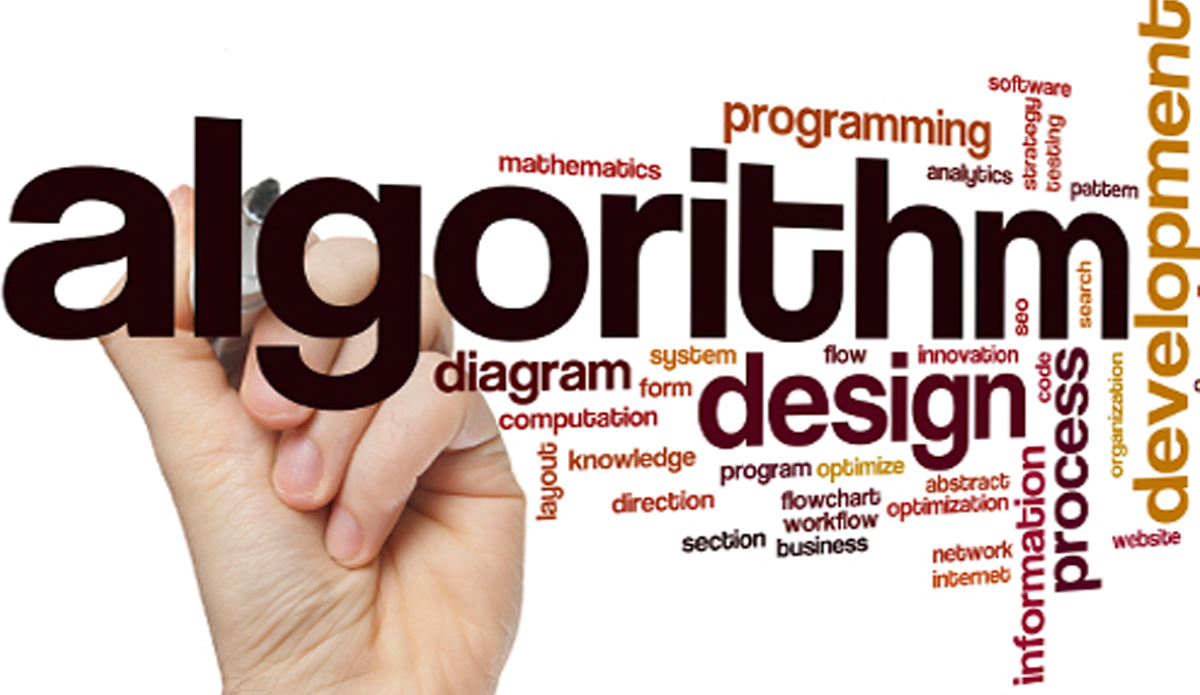 development
software
programming
strategy
testing
mathematics
analytics
pattern
algorithm
search
seo
system
flow
innovation
diagram
form
design
code
process
organization
computation
layout
knowledge
program
optimize
abstract
information
direction
flowchart
optimization
workflow
section
business
network
website
internet